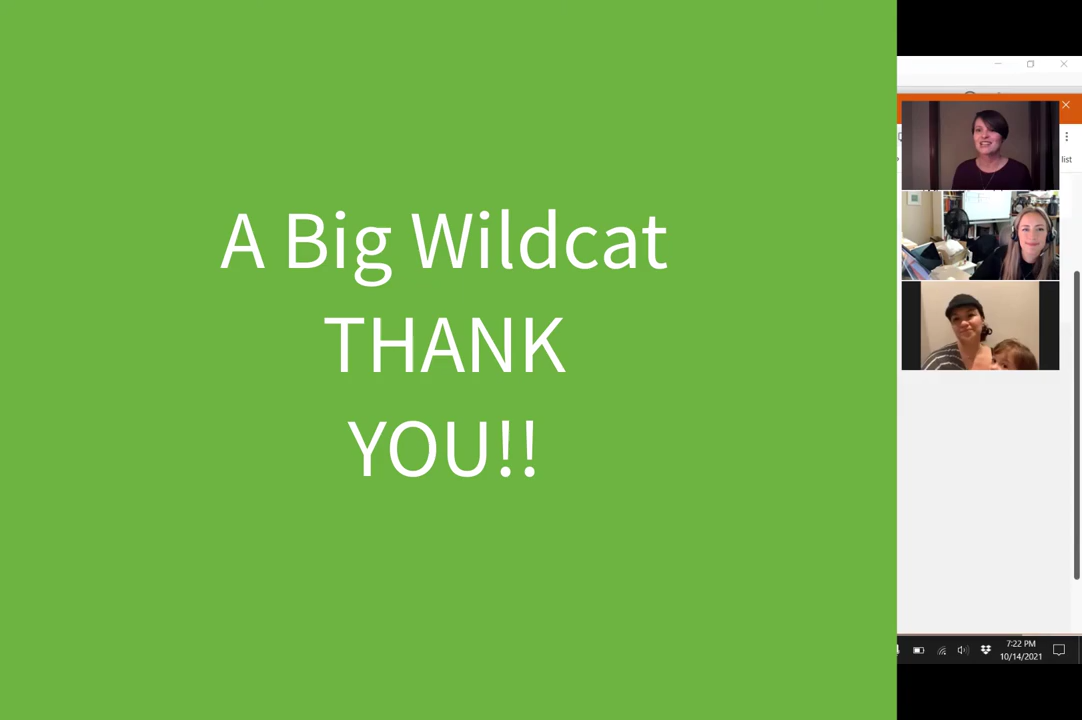 A Big Wildcat
THANK
YOU!!
list
7:22 PM
10/14/2021